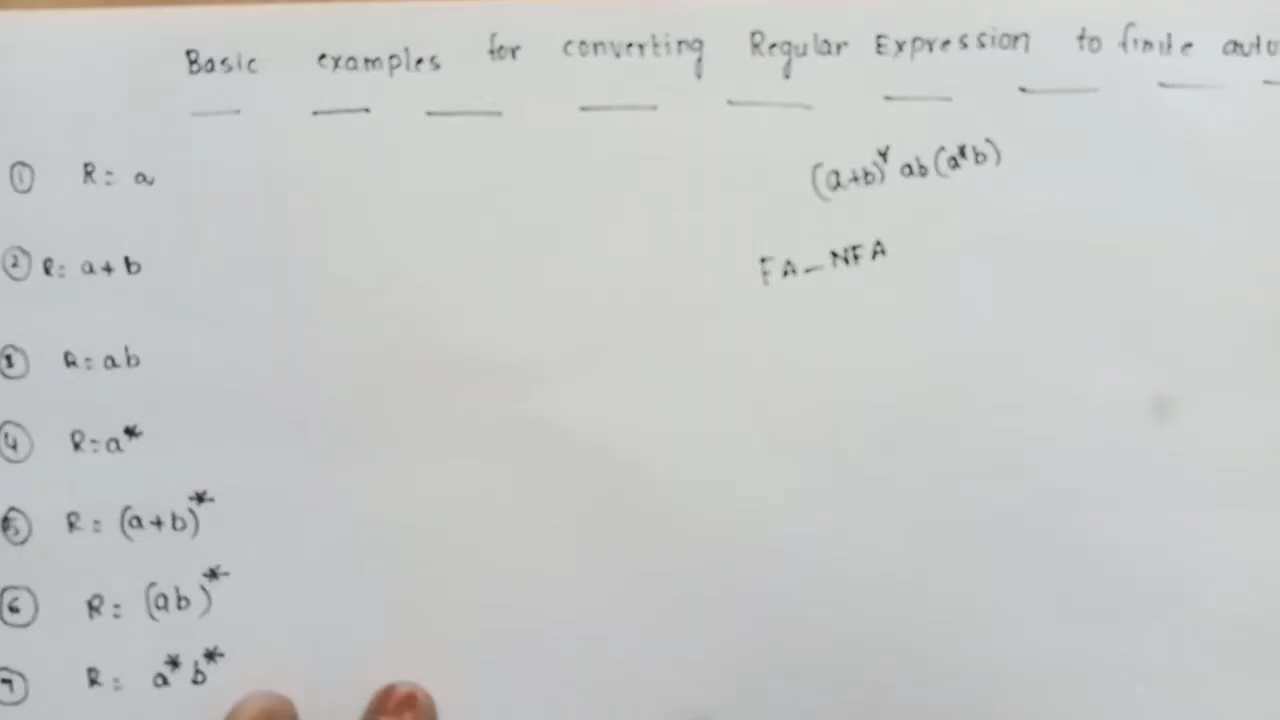 Basic examples for converting Regular Expression to finite auto
① R= a
(a+b)* ab(a*b)
② R= a+b
FA-NFA
③ R=ab
④ R=a*
⑤ R=(a+b)*
⑥ R=(ab)*
⑦ R= a*b*